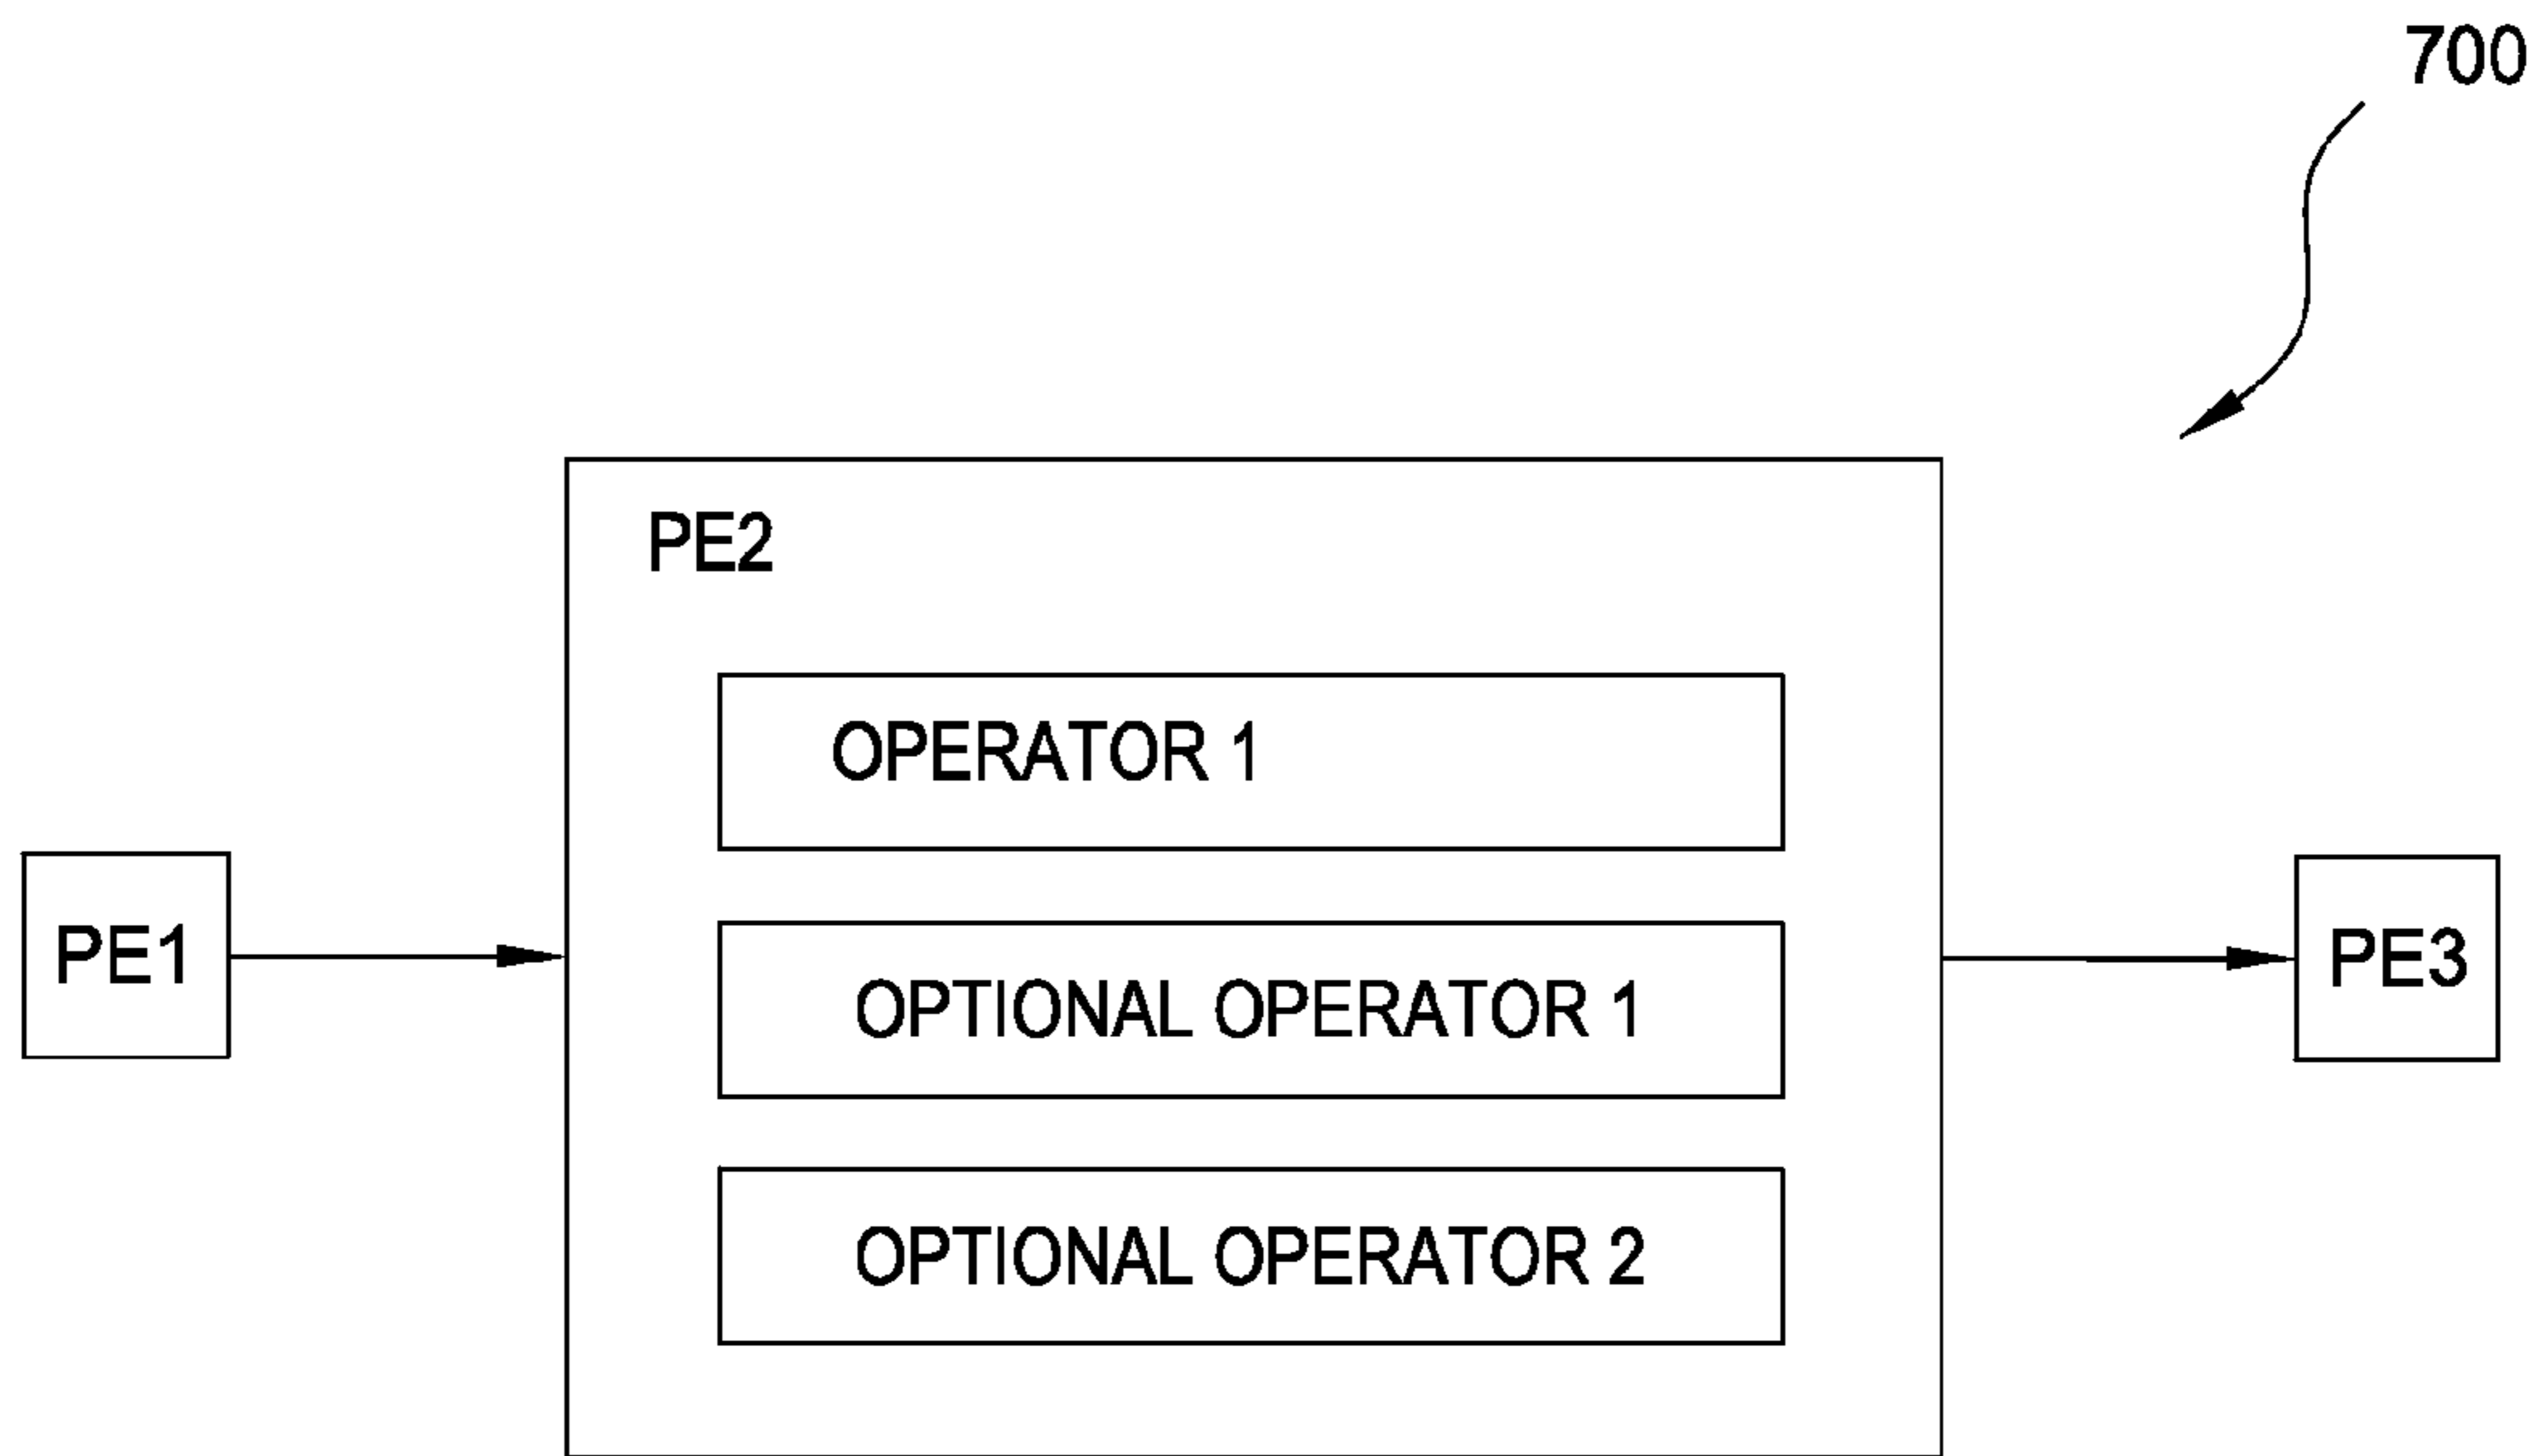 700
PE2
OPERATOR 1
PE1
OPTIONAL OPERATOR 1
PE3
OPTIONAL OPERATOR 2